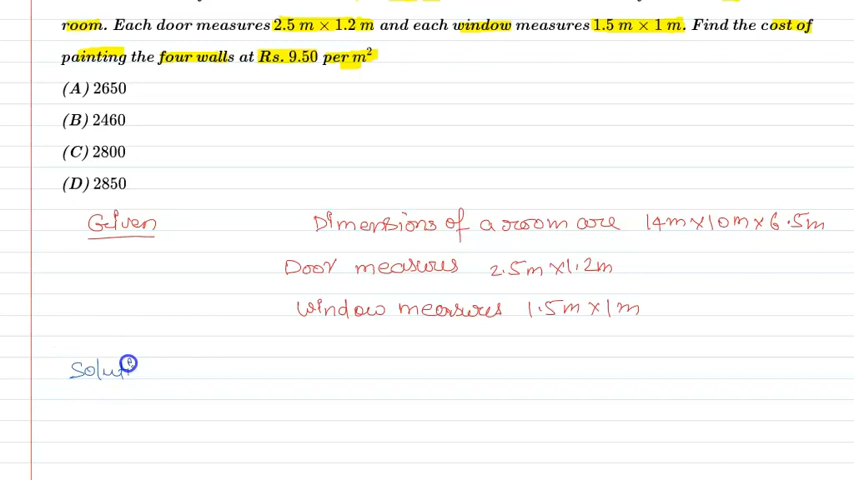 room. Each door measures 2.5 m × 1.2 m and each window measures 1.5 m × 1 m. Find the cost of
painting the four walls at Rs. 9.50 per m²
(A) 2650
(B) 2460
(C) 2800
(D) 2850
Given Dimensions of a room are 14m×10m×6.5m
Door measures 2.5m×1.2m
window measures 1.5m×1m
Solut